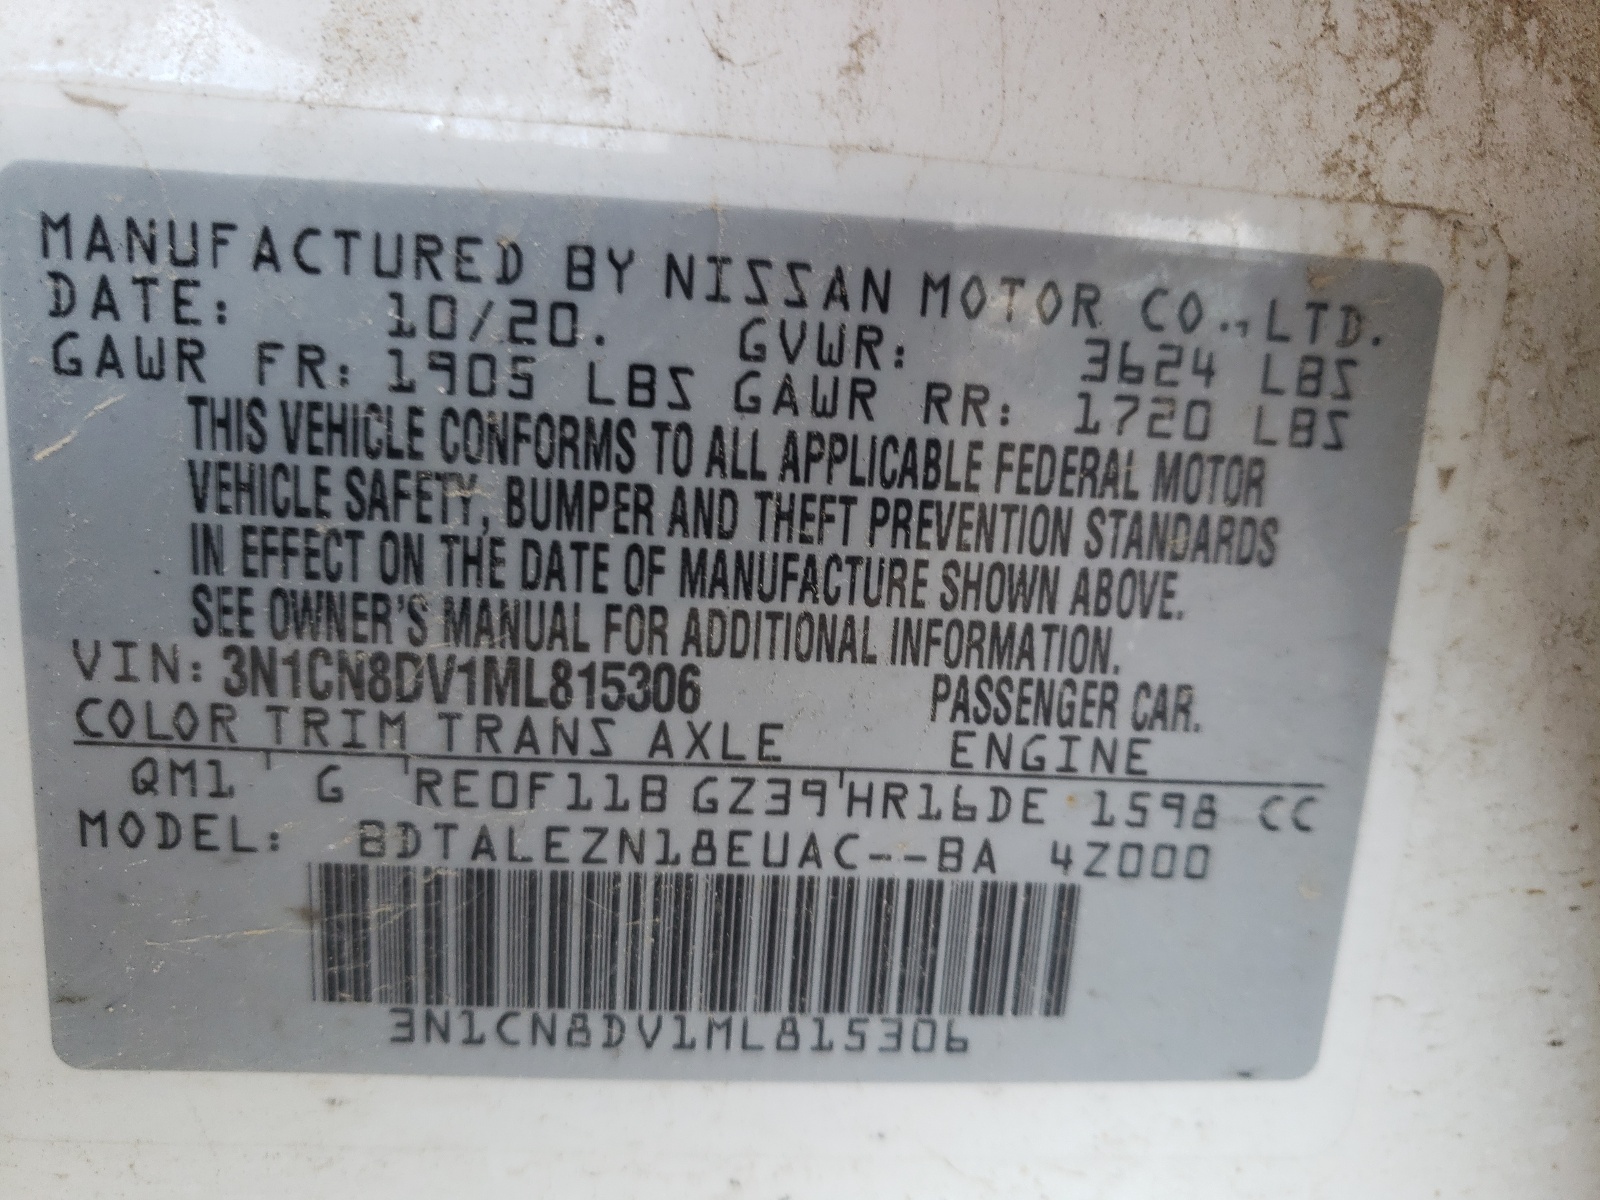 MANUFACTURED BY NISSAN MOTOR CO., LTD.
DATE: 10/20. GVWR: 3624 LBS
GAWR FR: 1905 LBS GAWR RR: 1720 LBS
THIS VEHICLE CONFORMS TO ALL APPLICABLE FEDERAL MOTOR
VEHICLE SAFETY, BUMPER AND THEFT PREVENTION STANDARDS
IN EFFECT ON THE DATE OF MANUFACTURE SHOWN ABOVE.
SEE OWNER'S MANUAL FOR ADDITIONAL INFORMATION.
VIN: 3N1CN8DV1ML815306 PASSENGER CAR.
COLOR TRIM TRANS AXLE ENGINE
QM1 G RE0F11B GZ39 HR16DE 1598 CC
MODEL: BDTALEZN18EUAC--BA 4Z000
3N1CN8DV1ML815306